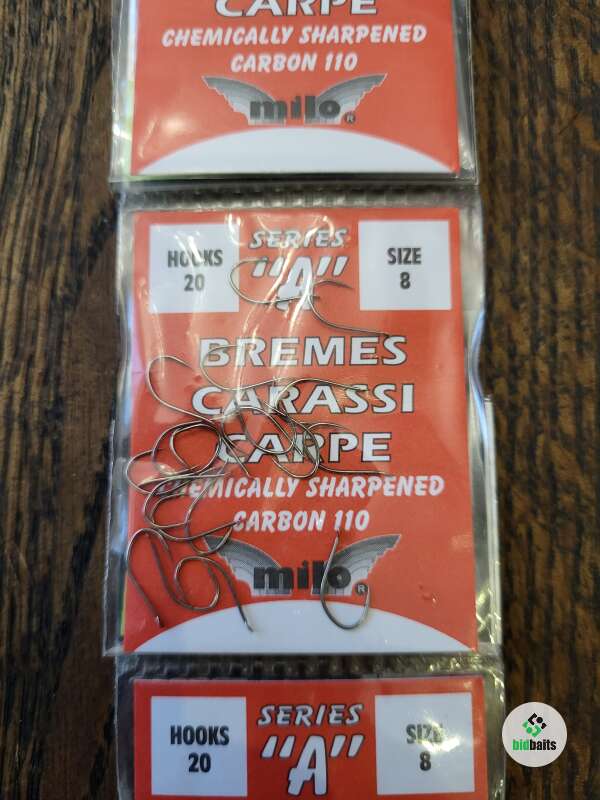 CARPE
CHEMICALLY SHARPENED
CARBON 110
milo ®
HOOKS
20
SERIES
"A"
SIZE
8
BREMES
CARASSI
CARPE
CHEMICALLY SHARPENED
CARBON 110
milo ®
HOOKS
20
SERIES
"A"
SIZE
8
bidbaits